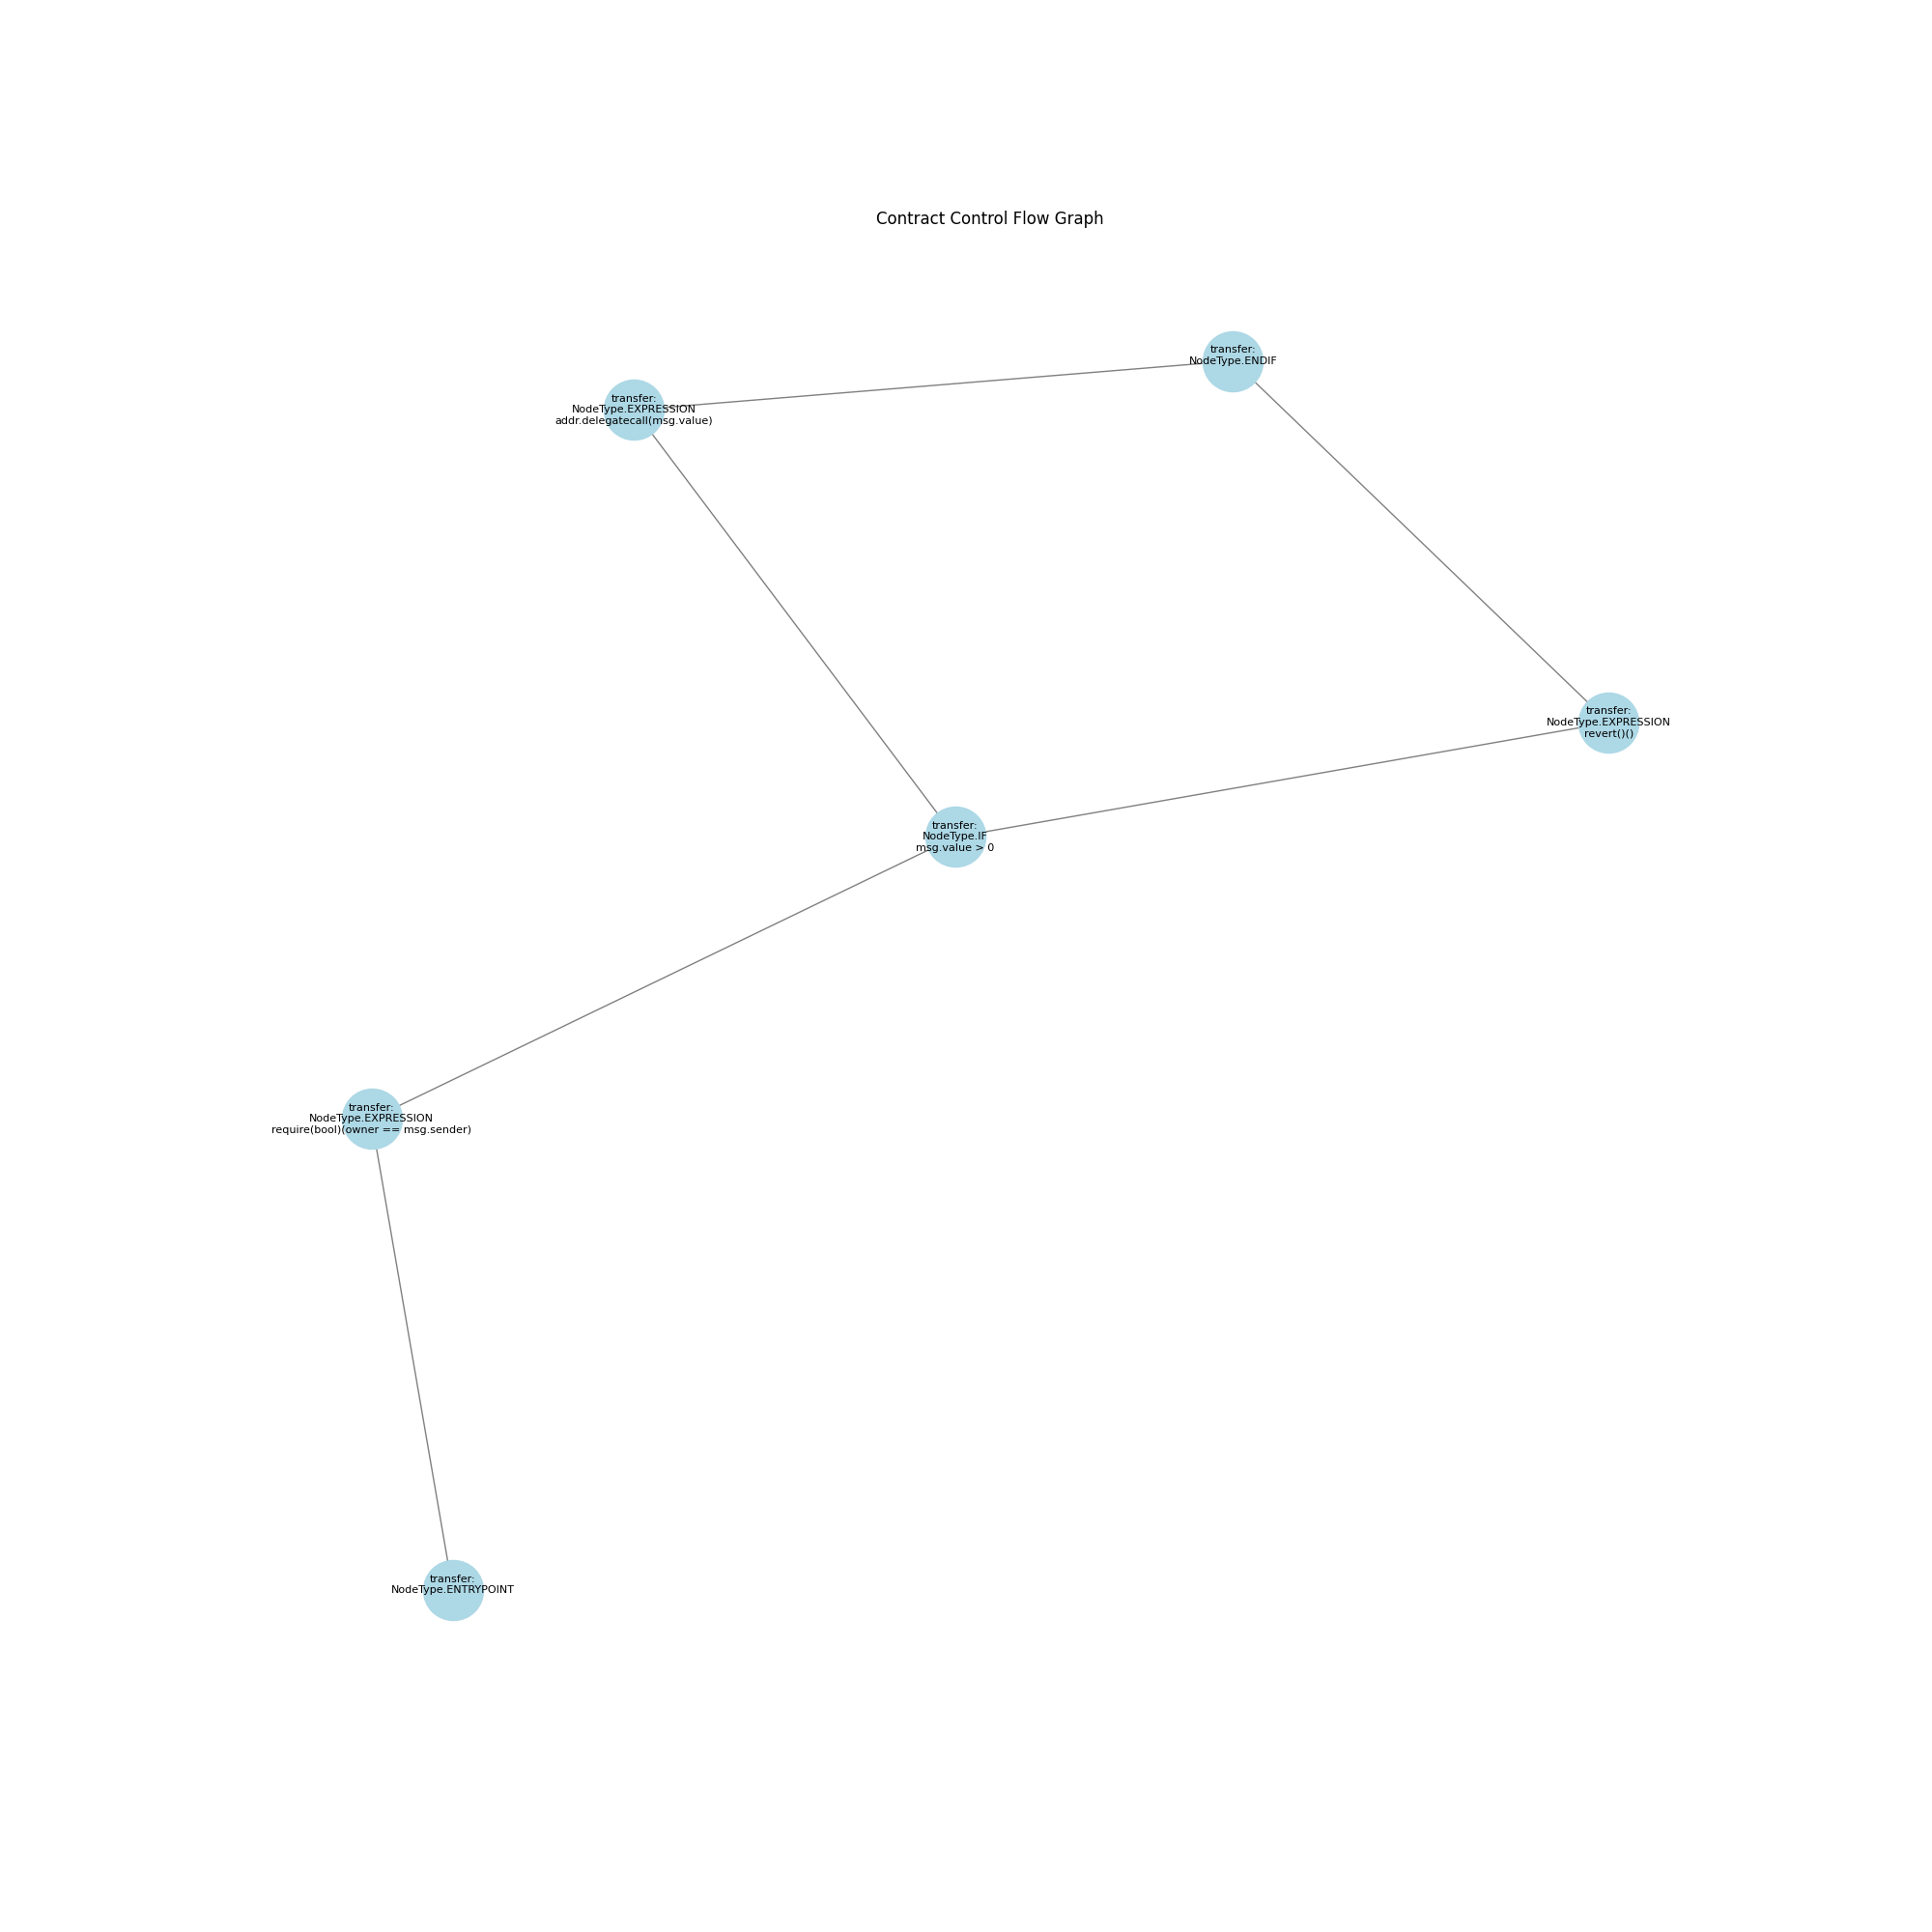 Contract Control Flow Graph
transfer:
NodeType.ENDIF
transfer:
NodeType.EXPRESSION
addr.delegatecall(msg.value)
transfer:
NodeType.EXPRESSION
revert()()
transfer:
NodeType.IF
msg.value > 0
transfer:
NodeType.EXPRESSION
require(bool)(owner == msg.sender)
transfer:
NodeType.ENTRYPOINT